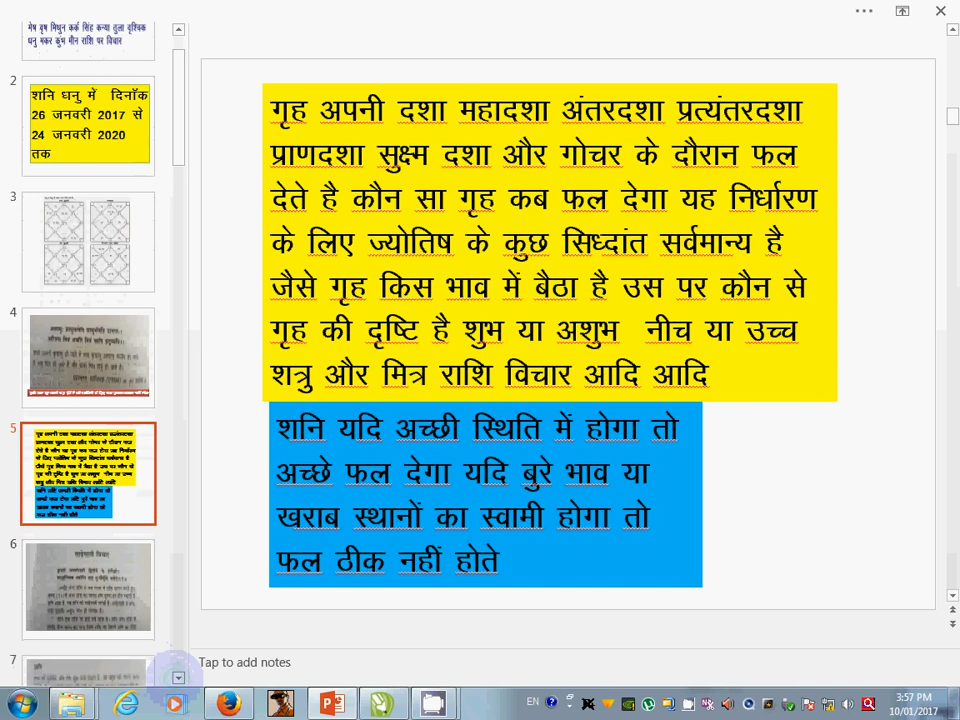 मेष वृष मिथुन कर्क सिंह कन्या तुला वृश्चिक
धनु मकर कुंभ मीन राशि पर विचार
2
शनि धनु में दिनाँक
26 जनवरी 2017 से
24 जनवरी 2020
तक
3
4
5
6
साढ़ेसाती विचार
7
गृह अपनी दशा महादशा अंतरदशा प्रत्यंतरदशा
प्राणदशा सुक्ष्म दशा और गोचर के दौरान फल
देते है कौन सा गृह कब फल देगा यह निर्धारण
के लिए ज्योतिष के कुछ सिध्दांत सर्वमान्य है
जैसे गृह किस भाव में बैठा है उस पर कौन से
गृह की दृष्टि है शुभ या अशुभ नीच या उच्च
शत्रु और मित्र राशि विचार आदि आदि
शनि यदि अच्छी स्थिति में होगा तो
अच्छे फल देगा यदि बुरे भाव या
खराब स्थानों का स्वामी होगा तो
फल ठीक नहीं होते
Tap to add notes
EN
3:57 PM
10/01/2017